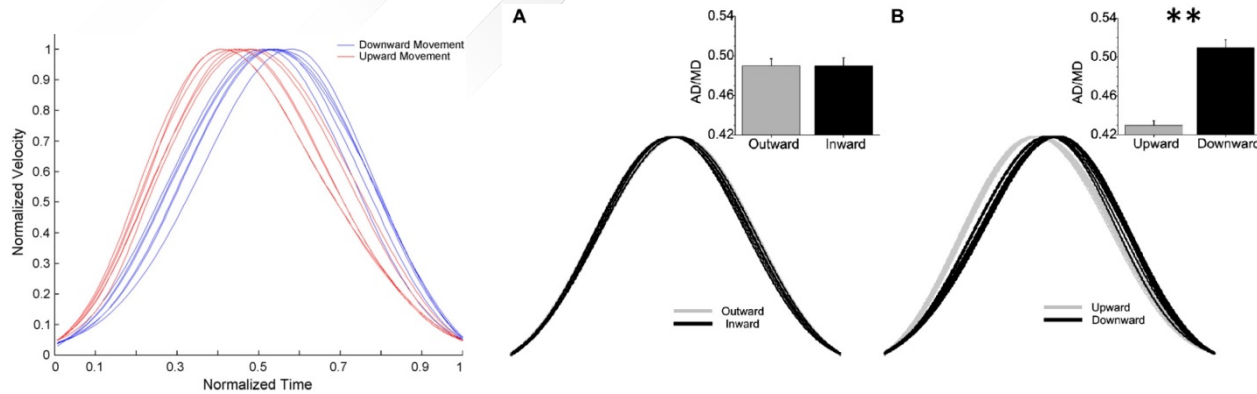 Downward Movement
Upward Movement
Normalized Velocity
1
0.9
0.8
0.7
0.6
0.5
0.4
0.3
0.2
0.1
0
0 0.1 0.3 0.5 0.7 0.9 1
Normalized Time
A
AD/MD
0.54
0.50
0.46
0.42
Outward Inward
Outward
Inward
B
**
AD/MD
0.54
0.50
0.46
0.42
Upward Downward
Upward
Downward